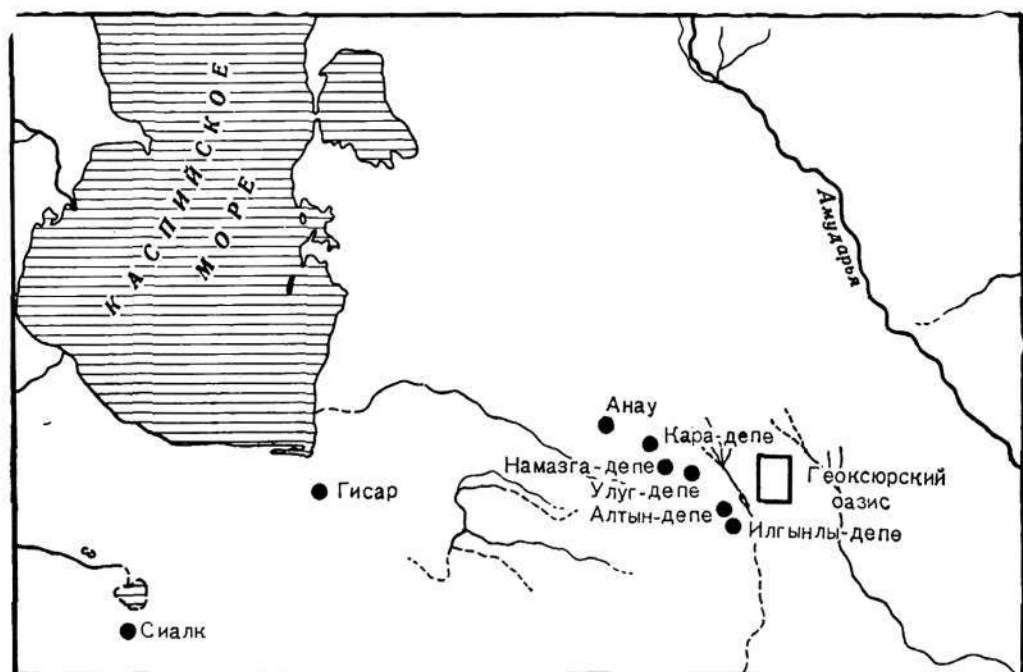 КАСПИЙСКОЕ
МОРЕ
Амударья
Анау
Кара-депе
Намазга-депе
Геоксюрский
оазис
Улуг-депе
Алтын-депе
Илгынлы-депе
Гисар
Сиалк